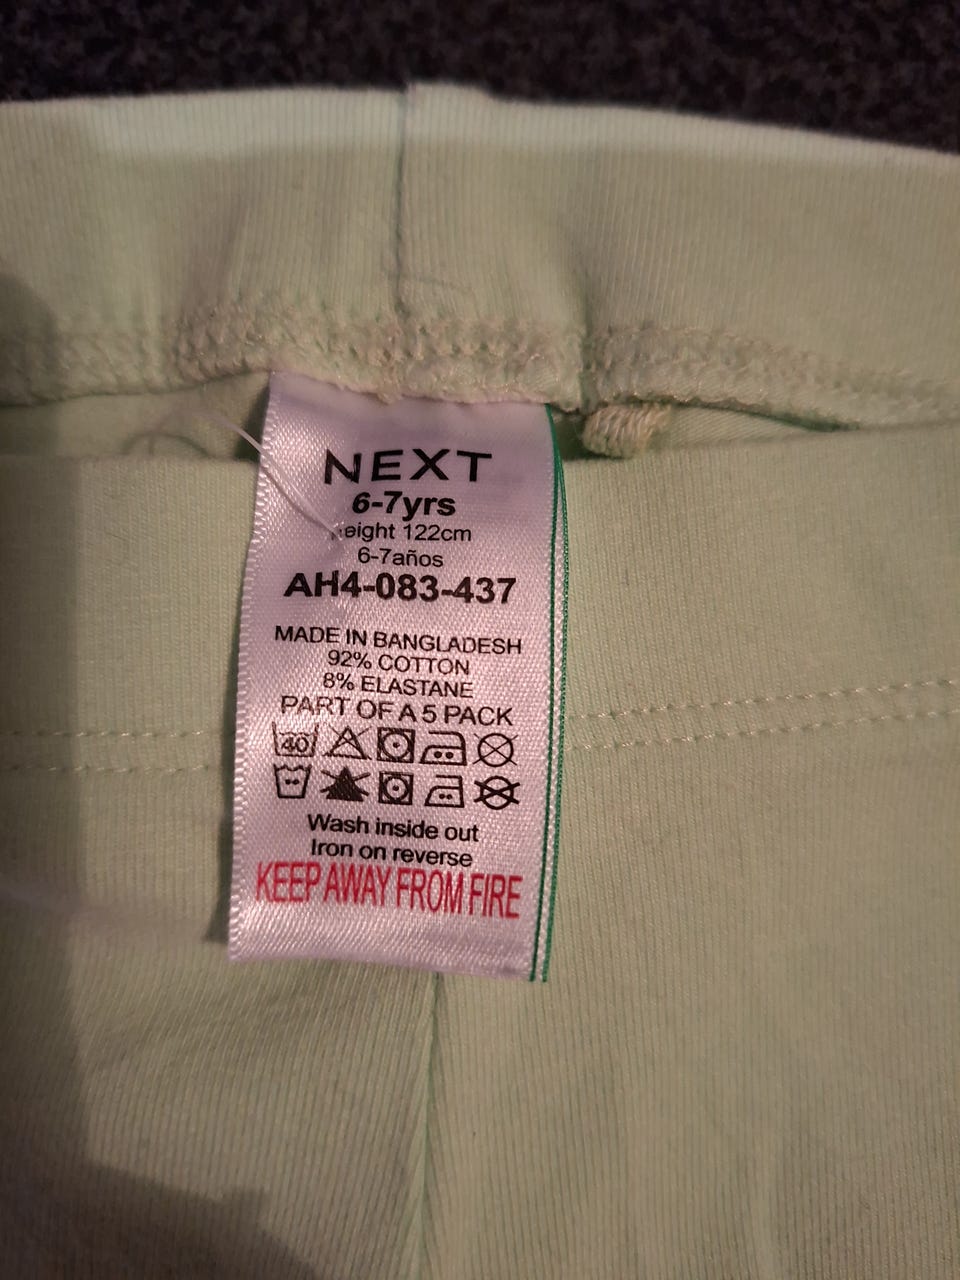 NEXT
6-7yrs
height 122cm
6-7años
AH4-083-437
MADE IN BANGLADESH
92% COTTON
8% ELASTANE
PART OF A 5 PACK
40
Wash inside out
Iron on reverse
KEEP AWAY FROM FIRE